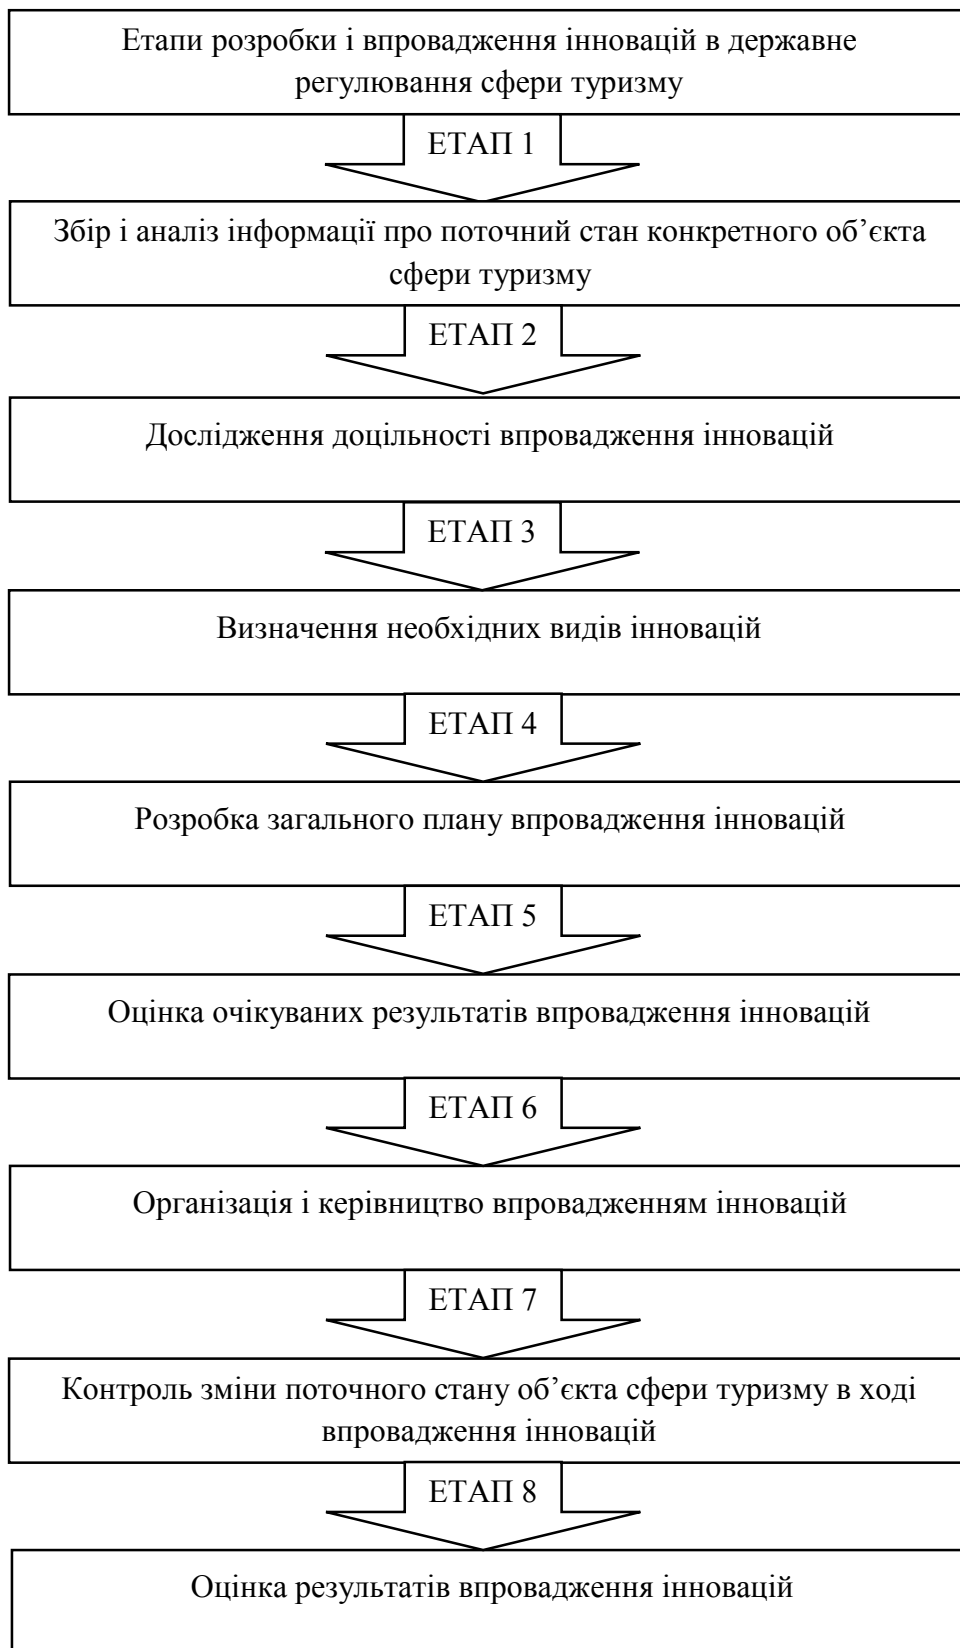 Етапи розробки і впровадження інновацій в державне
регулювання сфери туризму
ЕТАП 1
Збір і аналіз інформації про поточний стан конкретного об’єкта
сфери туризму
ЕТАП 2
Дослідження доцільності впровадження інновацій
ЕТАП 3
Визначення необхідних видів інновацій
ЕТАП 4
Розробка загального плану впровадження інновацій
ЕТАП 5
Оцінка очікуваних результатів впровадження інновацій
ЕТАП 6
Організація і керівництво впровадженням інновацій
ЕТАП 7
Контроль зміни поточного стану об’єкта сфери туризму в ході
впровадження інновацій
ЕТАП 8
Оцінка результатів впровадження інновацій